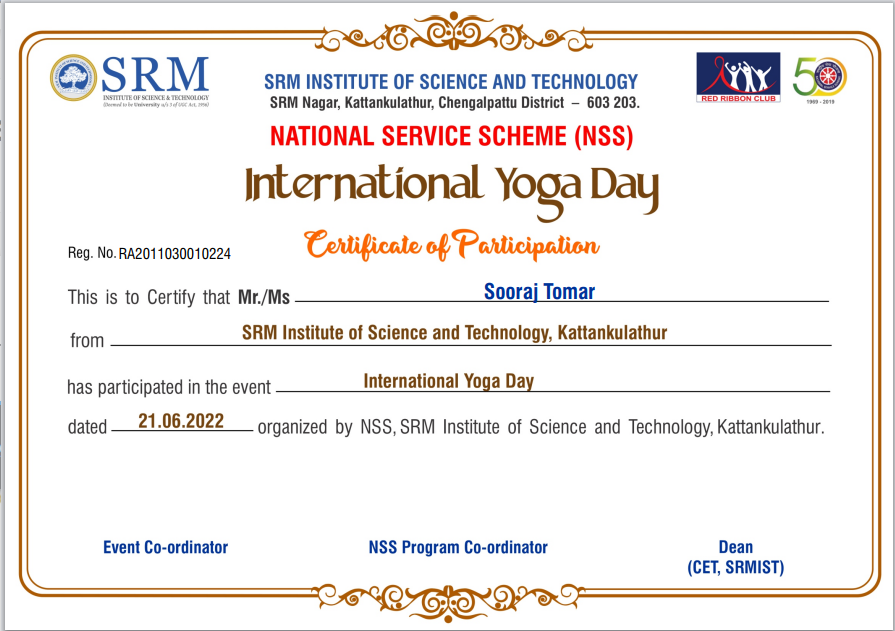 SRM
INSTITUTE OF SCIENCE & TECHNOLOGY
(Deemed to be University u/s 3 of UGC Act, 1956)
SRM INSTITUTE OF SCIENCE AND TECHNOLOGY
SRM Nagar, Kattankulathur, Chengalpattu District – 603 203.
RED RIBBON CLUB
50
1969 - 2019
NATIONAL SERVICE SCHEME (NSS)
International Yoga Day
Certificate of Participation
Reg. No. RA2011030010224
This is to Certify that Mr./Ms Sooraj Tomar
from SRM Institute of Science and Technology, Kattankulathur
has participated in the event International Yoga Day
dated 21.06.2022 organized by NSS, SRM Institute of Science and Technology, Kattankulathur.
Event Co-ordinator NSS Program Co-ordinator Dean
(CET, SRMIST)